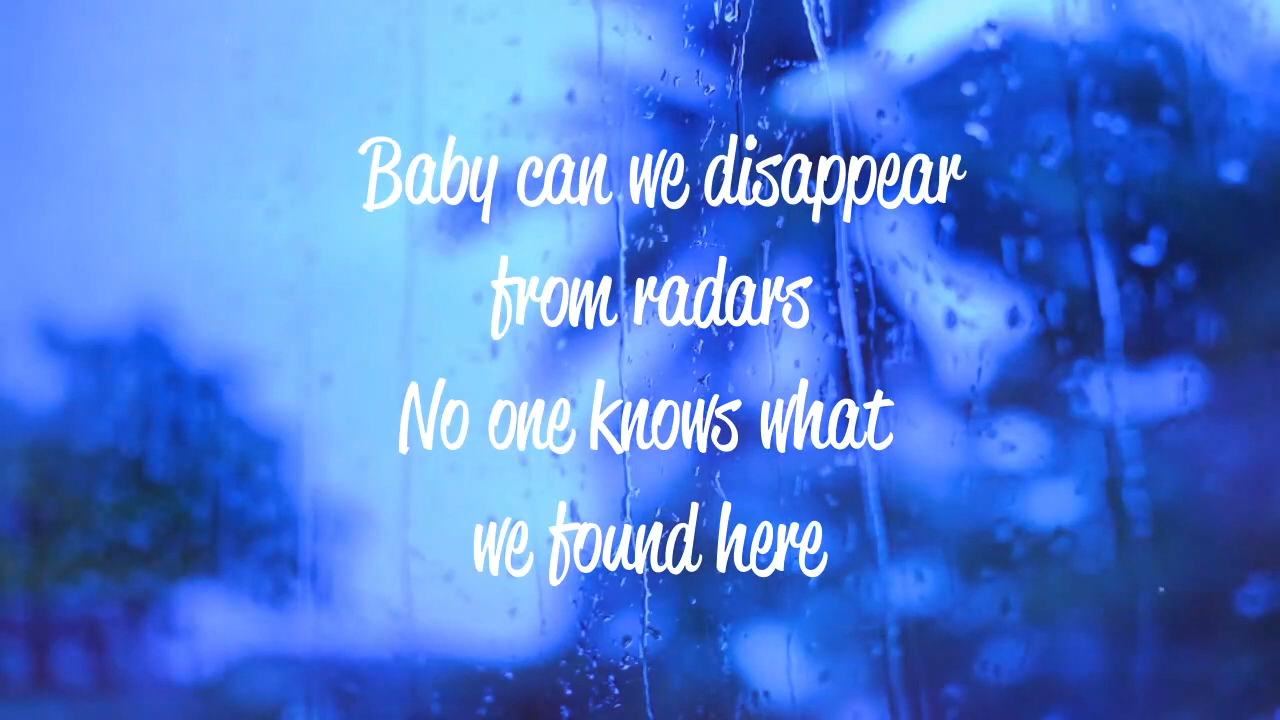 Baby can we disappear
from radars
No one knows what
we found here